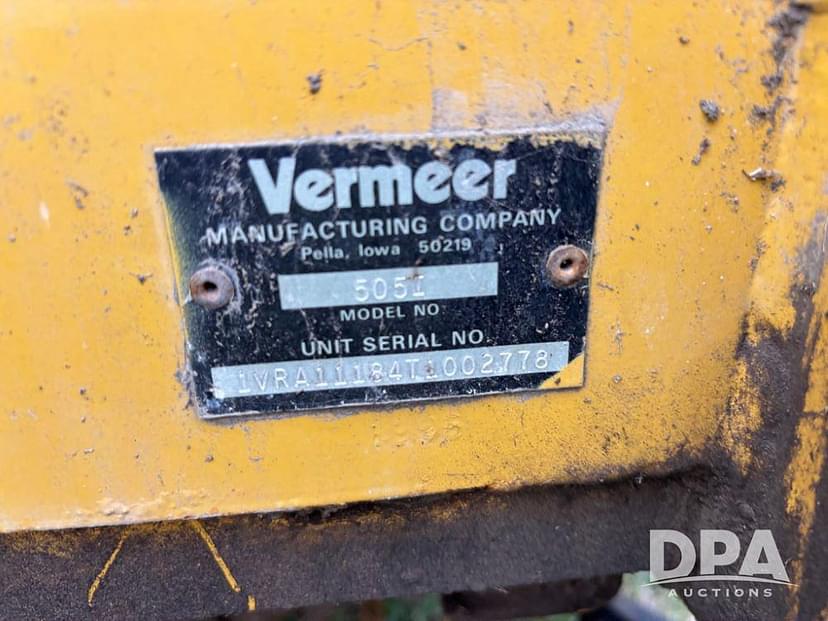 Vermeer
MANUFACTURING COMPANY
Pella, Iowa 50219
505I
MODEL NO
UNIT SERIAL NO.
1VRA11184T1002778
DPA
AUCTIONS